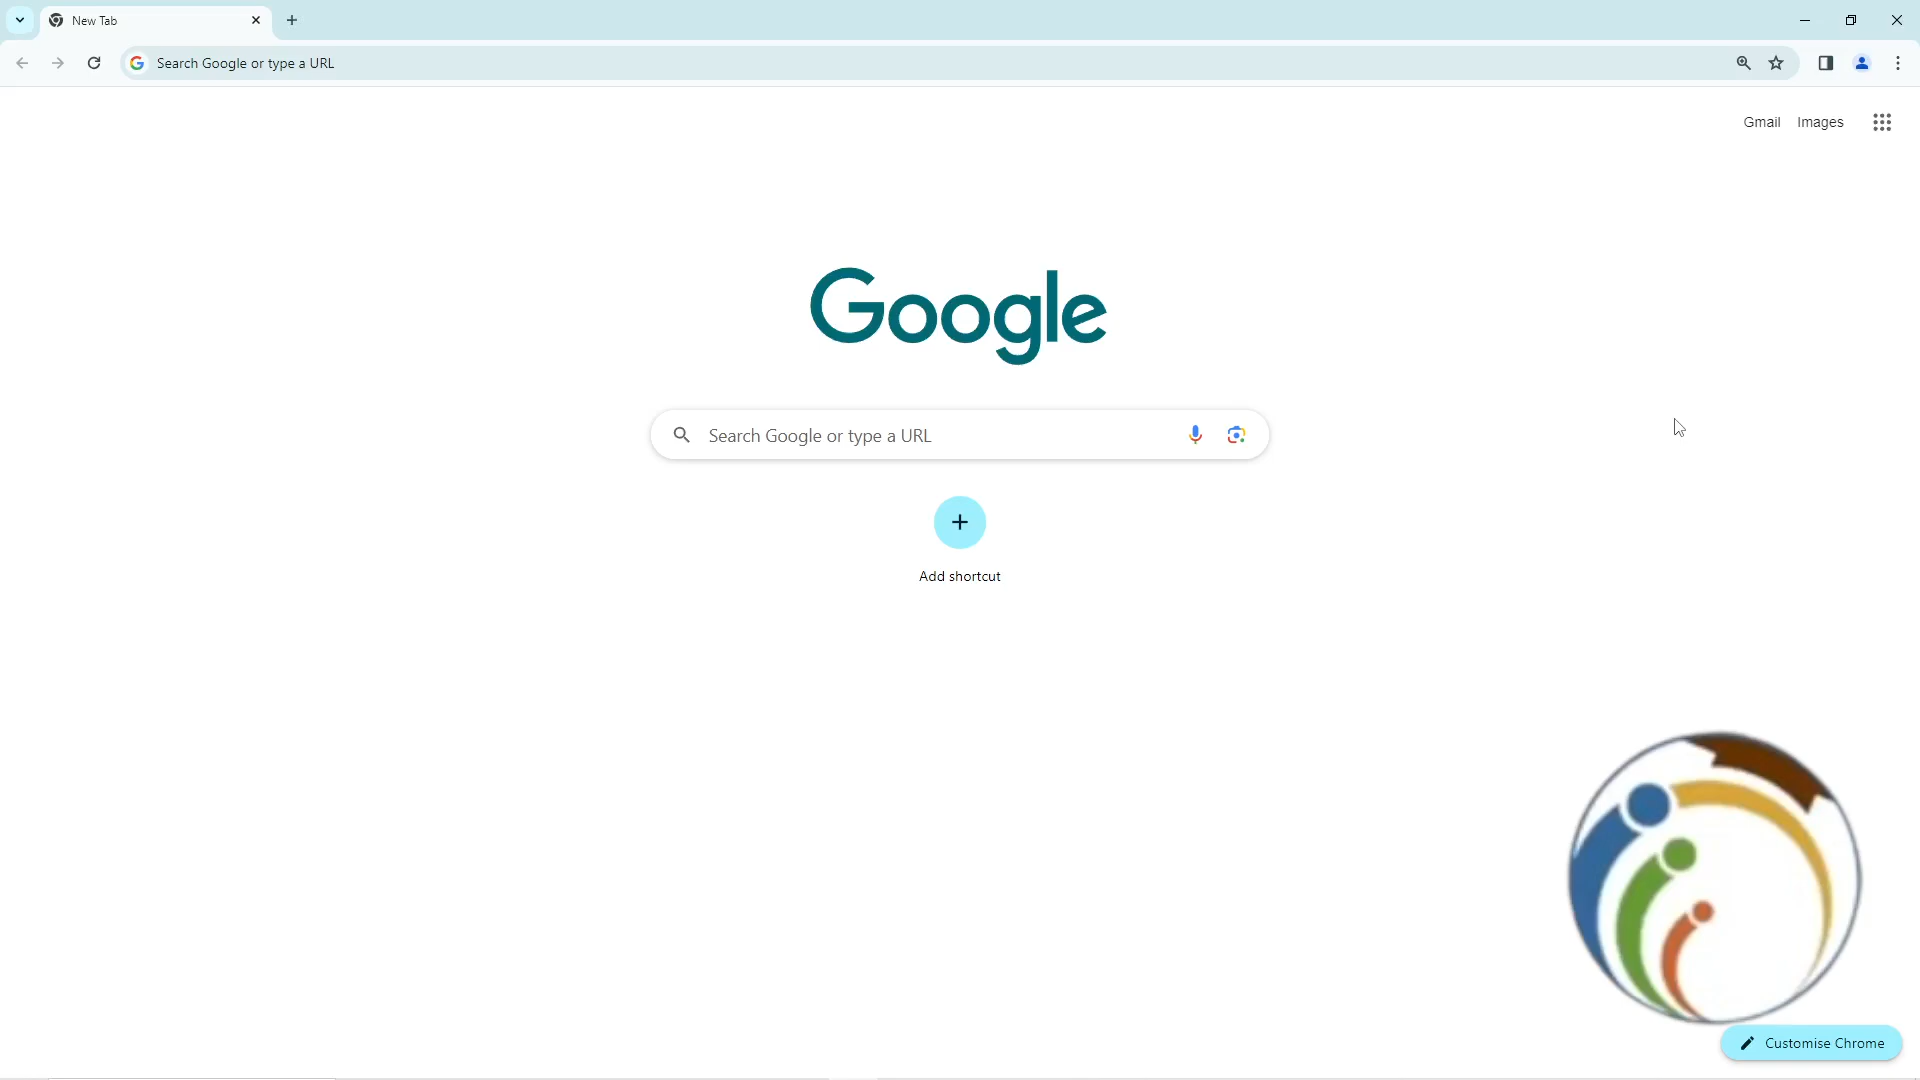 New Tab
Search Google or type a URL
Gmail Images
Google
Search Google or type a URL
Add shortcut
Customise Chrome